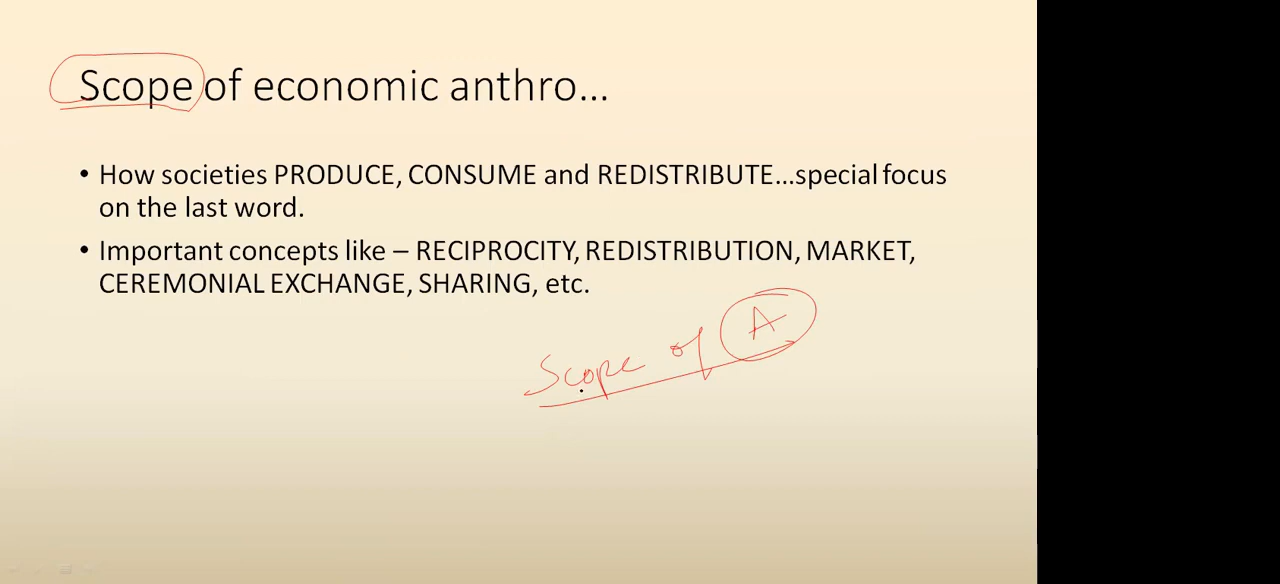 Scope of economic anthro...
• How societies PRODUCE, CONSUME and REDISTRIBUTE...special focus
on the last word.
• Important concepts like – RECIPROCITY, REDISTRIBUTION, MARKET,
CEREMONIAL EXCHANGE, SHARING, etc.
Scope of A